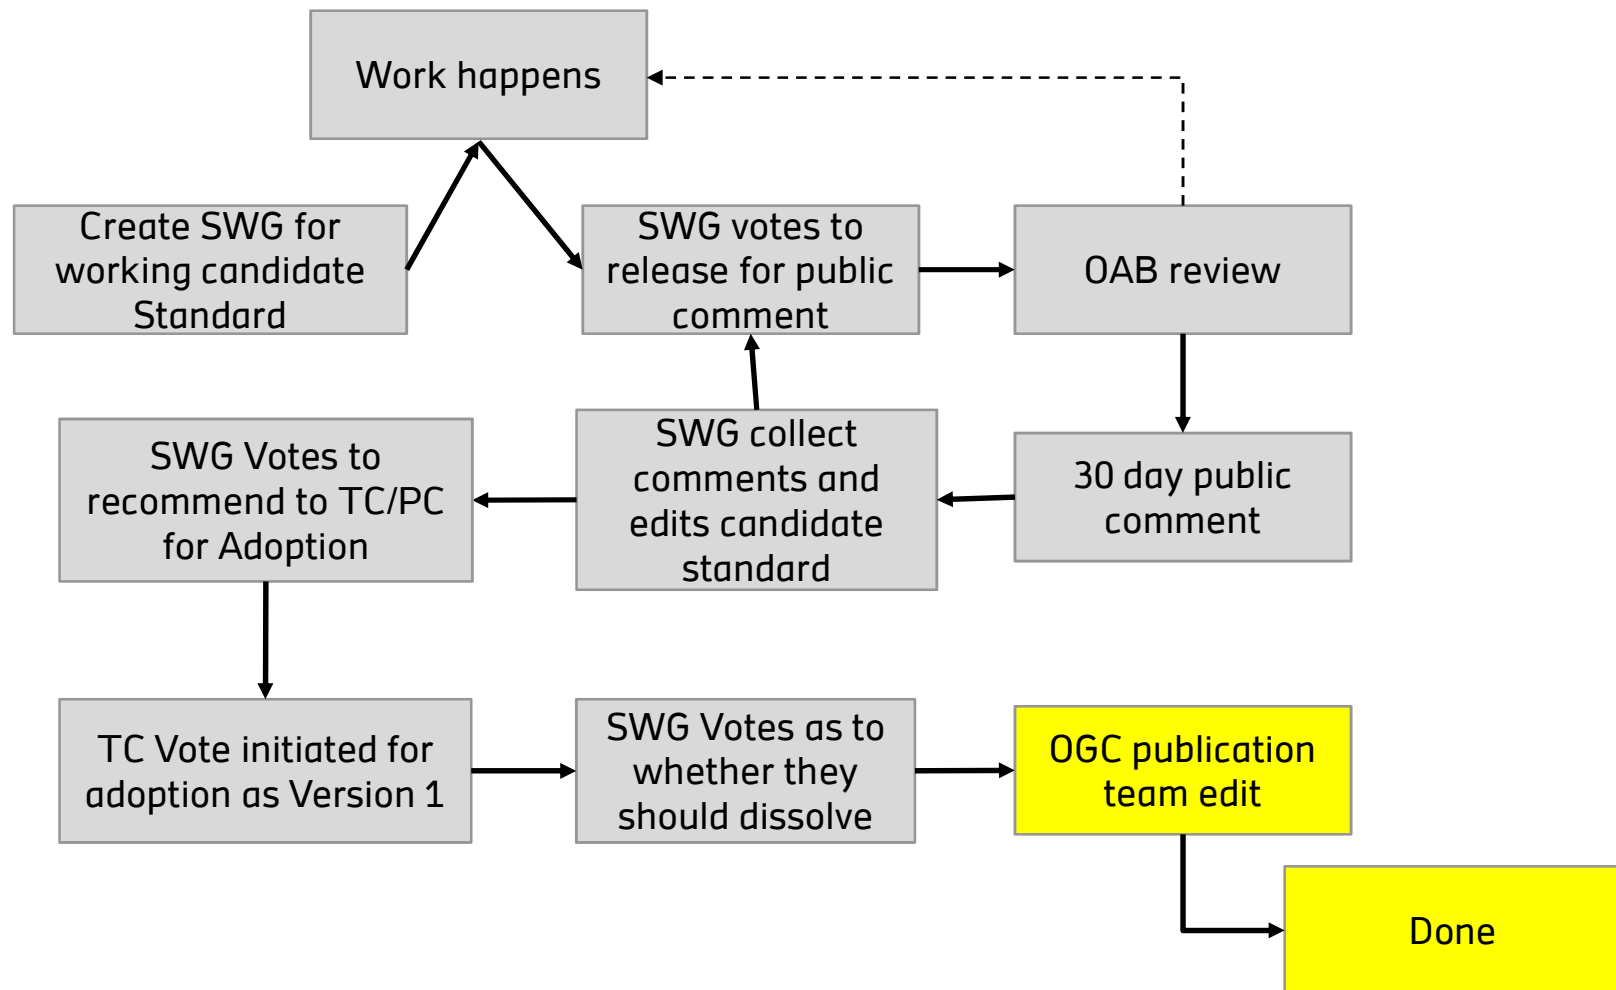 Work happens
Create SWG for
working candidate
Standard
SWG votes to
release for public
comment
OAB review
SWG Votes to
recommend to TC/PC
for Adoption
SWG collect
comments and
edits candidate
standard
30 day public
comment
TC Vote initiated for
adoption as Version 1
SWG Votes as to
whether they
should dissolve
OGC publication
team edit
Done